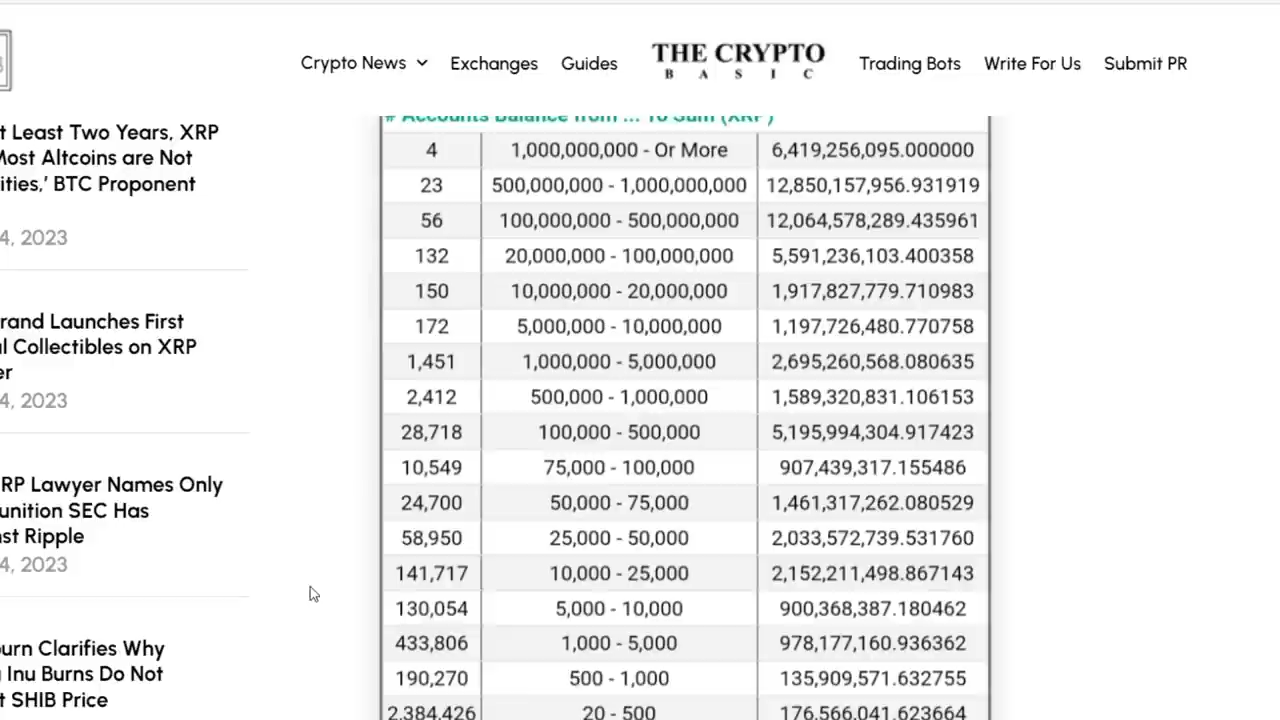 Crypto News Exchanges Guides THE CRYPTO BASIC Trading Bots Write For Us Submit PR
t Least Two Years, XRP
Most Altcoins are Not
ities,' BTC Proponent
4, 2023
rand Launches First
l Collectibles on XRP
er
4, 2023
RP Lawyer Names Only
unition SEC Has
st Ripple
4, 2023
urn Clarifies Why
Inu Burns Do Not
t SHIB Price
# Accounts Balance from ... To Sum (XRP)
4 1,000,000,000 - Or More 6,419,256,095.000000
23 500,000,000 - 1,000,000,000 12,850,157,956.931919
56 100,000,000 - 500,000,000 12,064,578,289.435961
132 20,000,000 - 100,000,000 5,591,236,103.400358
150 10,000,000 - 20,000,000 1,917,827,779.710983
172 5,000,000 - 10,000,000 1,197,726,480.770758
1,451 1,000,000 - 5,000,000 2,695,260,568.080635
2,412 500,000 - 1,000,000 1,589,320,831.106153
28,718 100,000 - 500,000 5,195,994,304.917423
10,549 75,000 - 100,000 907,439,317.155486
24,700 50,000 - 75,000 1,461,317,262.080529
58,950 25,000 - 50,000 2,033,572,739.531760
141,717 10,000 - 25,000 2,152,211,498.867143
130,054 5,000 - 10,000 900,368,387.180462
433,806 1,000 - 5,000 978,177,160.936362
190,270 500 - 1,000 135,909,571.632755
2,384,426 20 - 500 176,566,041.623664